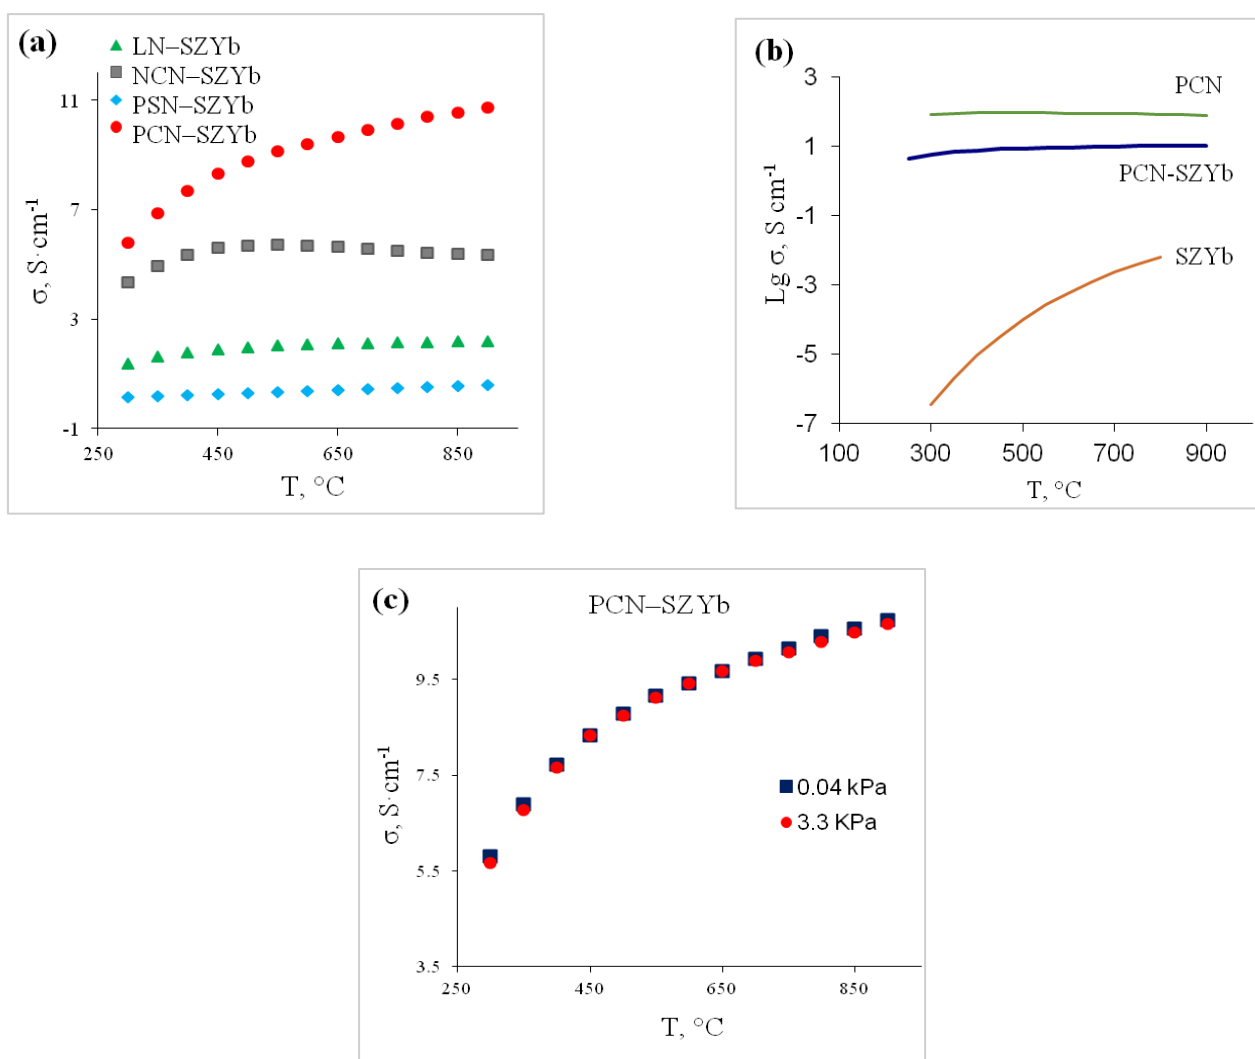 (a)
LN–SZYb
NCN–SZYb
PSN–SZYb
PCN–SZYb
11
7
3
-1
σ, S·cm-1
250
450
650
850
T, °C
(b)
3
1
-1
-3
-5
-7
Lg σ, S cm-1
PCN
PCN-SZYb
SZYb
100
300
500
700
900
T, °C
(c)
PCN–SZYb
9.5
7.5
5.5
3.5
σ, S·cm-1
0.04 kPa
3.3 KPa
250
450
650
850
T, °C